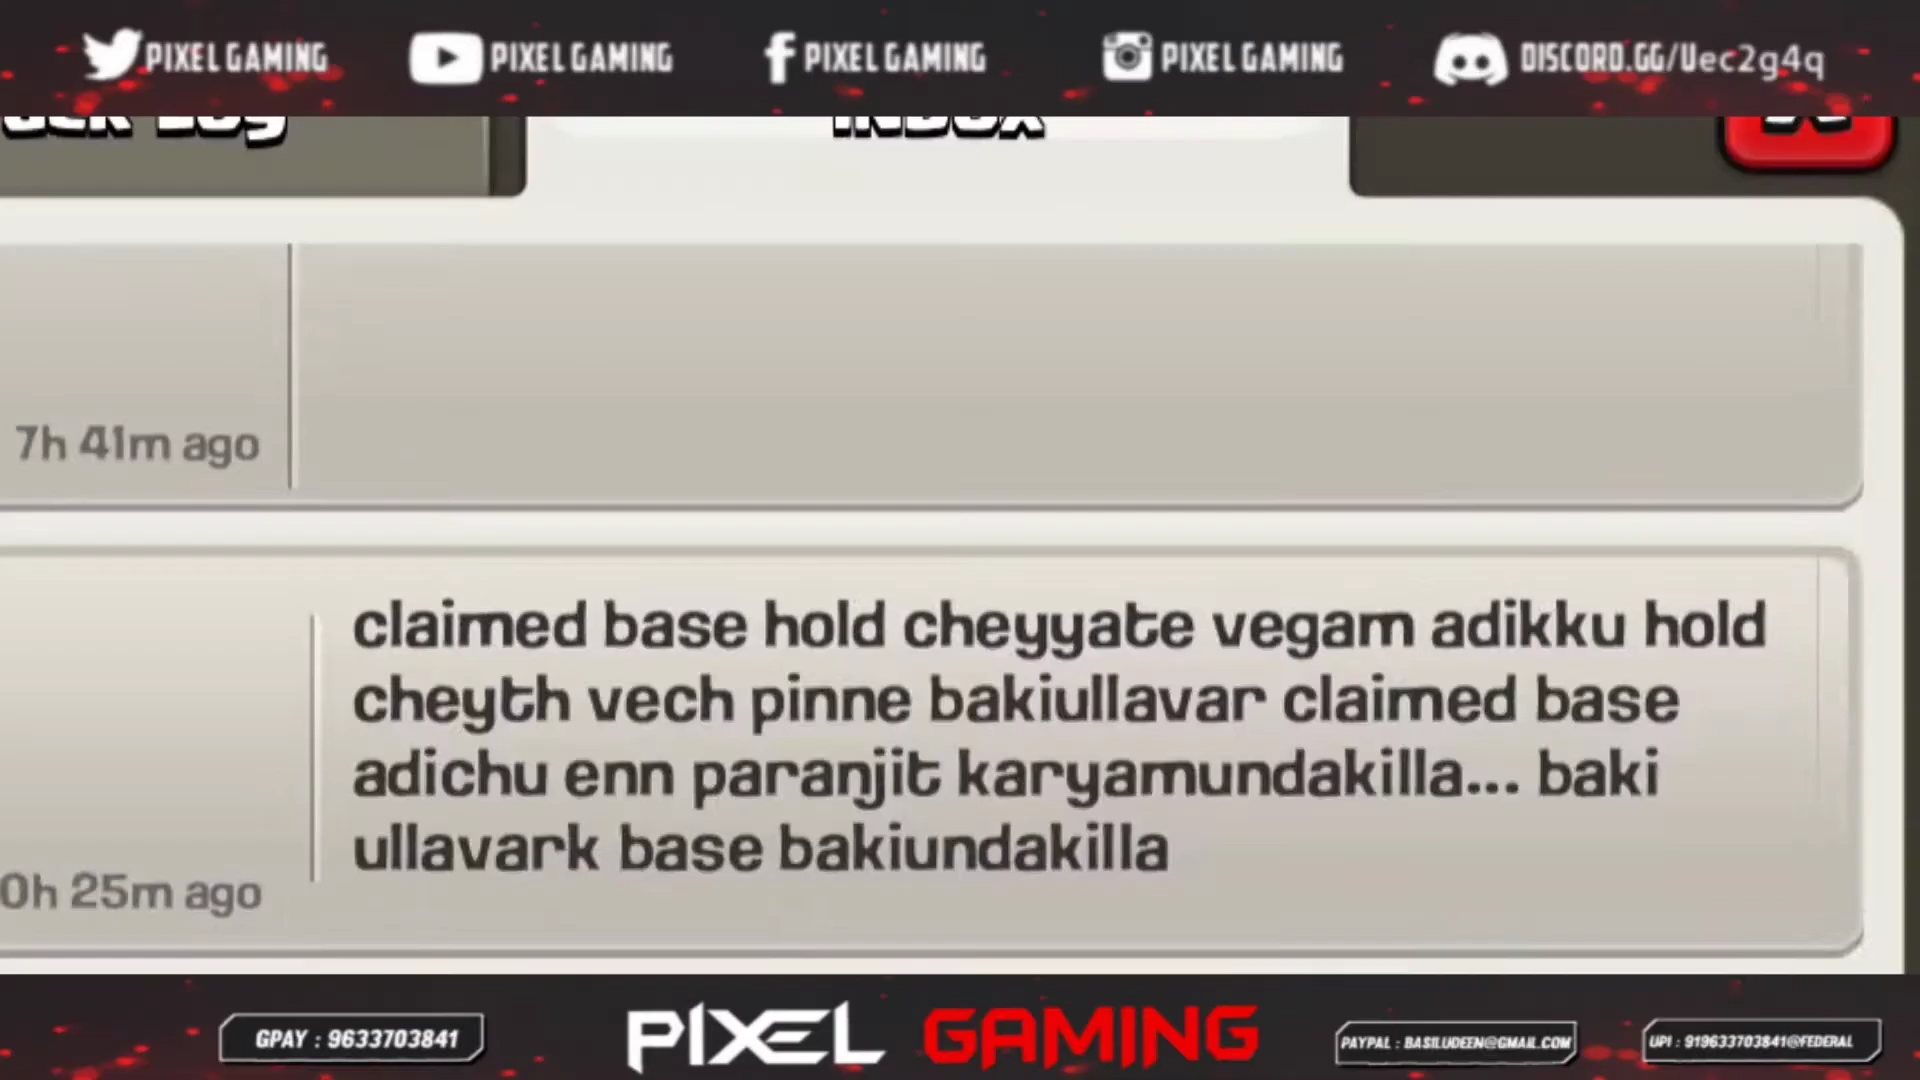 PIXEL GAMING
PIXEL GAMING
PIXEL GAMING
PIXEL GAMING
DISCORD.GG/Uec2g4q
INBOX
7h 41m ago
claimed base hold cheyyate vegam adikku hold
cheyth vech pinne bakiullavar claimed base
adichu enn paranjit karyamundakilla... baki
ullavark base bakiundakilla
0h 25m ago
GPAY : 9633703841
PIXEL GAMING
PAYPAL : BASILUDEEN@GMAIL.COM
UPI : 919633703841@FEDERAL